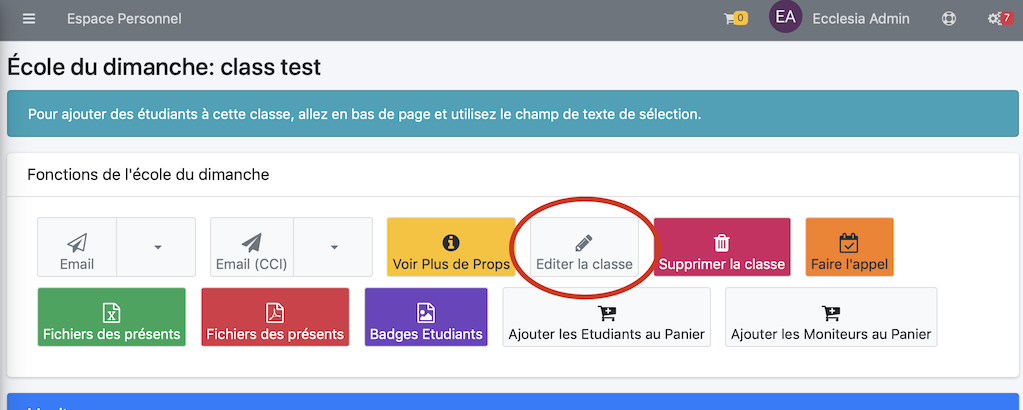 Espace Personnel
0
EA
Ecclesia Admin
7
École du dimanche: class test
Pour ajouter des étudiants à cette classe, allez en bas de page et utilisez le champ de texte de sélection.
Fonctions de l'école du dimanche
Email
Email (CCI)
Voir Plus de Props
Editer la classe
Supprimer la classe
Faire l'appel
Fichiers des présents
Fichiers des présents
Badges Etudiants
Ajouter les Etudiants au Panier
Ajouter les Moniteurs au Panier